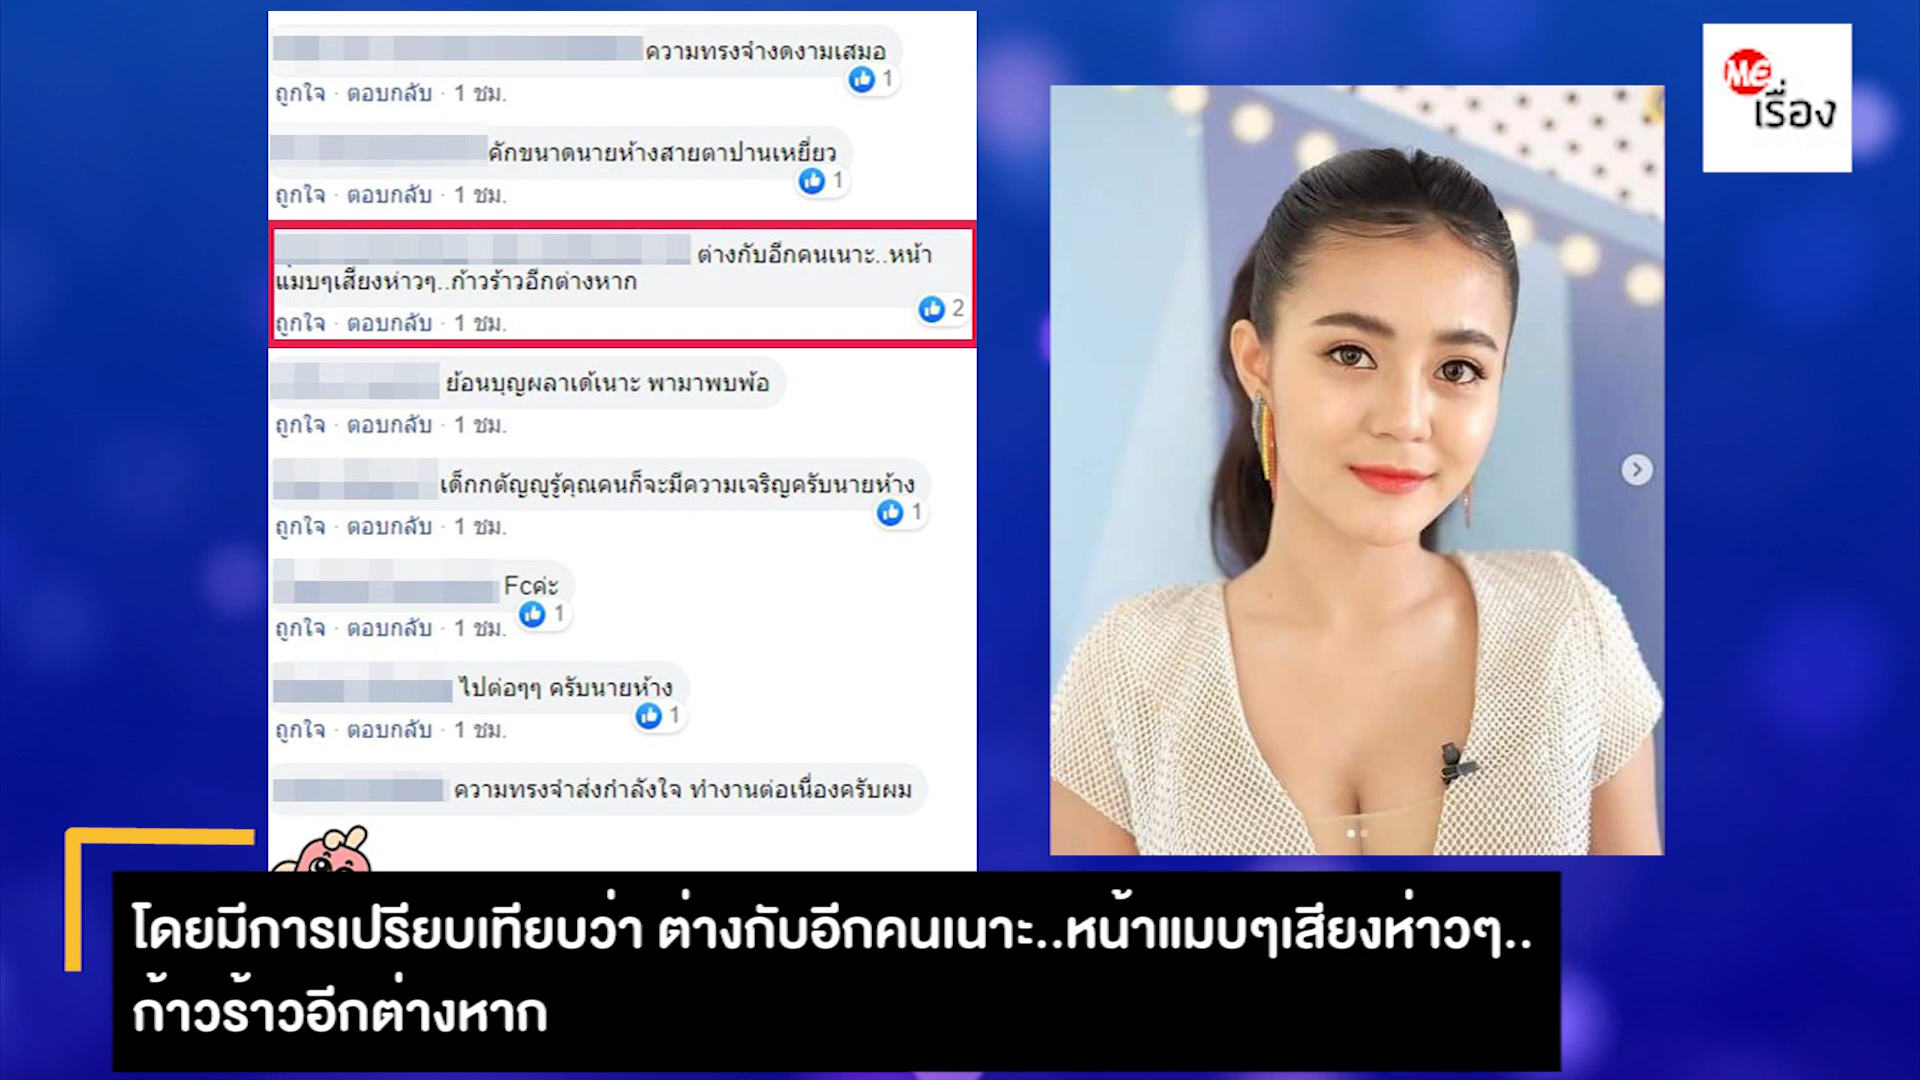 ความทรงจำงดงามเสมอ
1
ถูกใจ · ตอบกลับ · 1 ชม.
คักขนาดนายห้างสายตาปานเหยี่ยว
1
ถูกใจ · ตอบกลับ · 1 ชม.
ต่างกับอีกคนเนาะ..หน้า
แมบๆเสียงห่าวๆ..ก้าวร้าวอีกต่างหาก
2
ถูกใจ · ตอบกลับ · 1 ชม.
ย้อนบุญผลาเด้เนาะ พามาพบพ้อ
ถูกใจ · ตอบกลับ · 1 ชม.
เด็กกตัญญูรู้คุณคนก็จะมีความเจริญครับนายห้าง
1
ถูกใจ · ตอบกลับ · 1 ชม.
Fcค่ะ
1
ถูกใจ · ตอบกลับ · 1 ชม.
ไปต่อๆๆ ครับนายห้าง
1
ถูกใจ · ตอบกลับ · 1 ชม.
ความทรงจำส่งกำลังใจ ทำงานต่อเนื่องครับผม
ME
เรื่อง
โดยมีการเปรียบเทียบว่า ต่างกับอีกคนเนาะ..หน้าแมบๆเสียงห่าวๆ..
ก้าวร้าวอีกต่างหาก